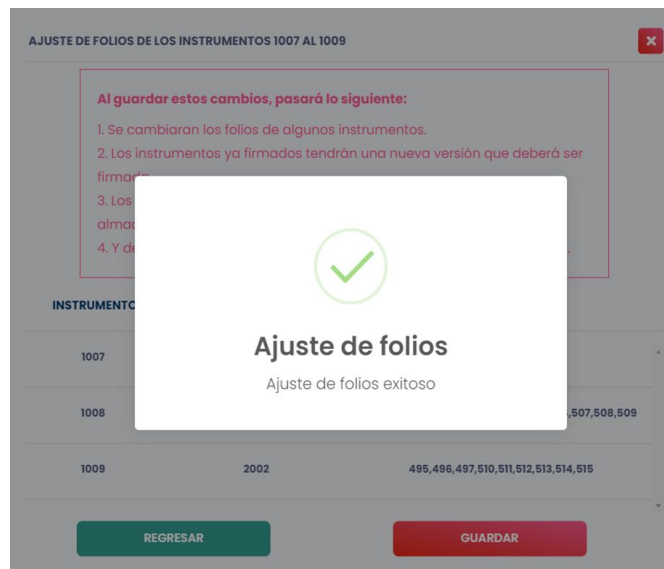 AJUSTE DE FOLIOS DE LOS INSTRUMENTOS 1007 AL 1009
Al guardar estos cambios, pasará lo siguiente:
1. Se cambiaran los folios de algunos instrumentos.
2. Los instrumentos ya firmados tendrán una nueva versión que deberá ser
3. Los
4. Y
Ajuste de folios
Ajuste de folios exitoso
1007
1008 ,507,508,509
1009 2002 495,496,497,510,511,512,513,514,515
REGRESAR GUARDAR